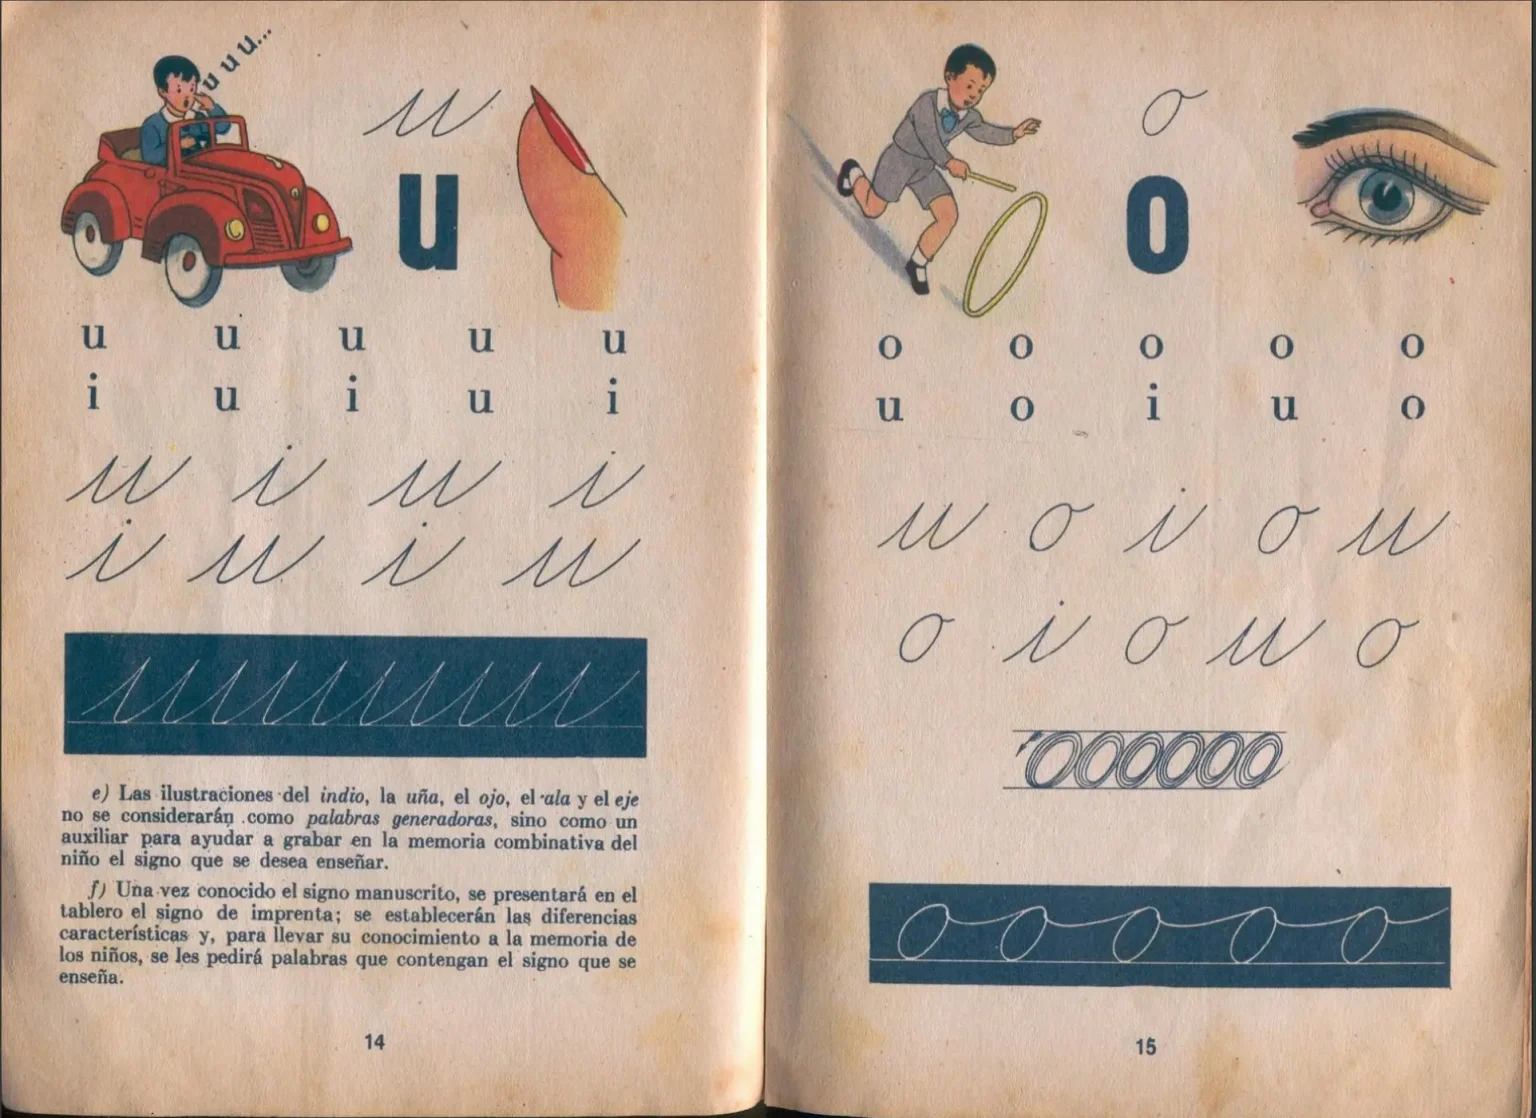 u u u...
u
u
u u u u u
i u i u i
u i u i
i u i u
e) Las ilustraciones del indio, la uña, el ojo, el ala y el eje
no se considerarán como palabras generadoras, sino como un
auxiliar para ayudar a grabar en la memoria combinativa del
niño el signo que se desea enseñar.
f) Una vez conocido el signo manuscrito, se presentará en el
tablero el signo de imprenta; se establecerán las diferencias
características y, para llevar su conocimiento a la memoria de
los niños, se les pedirá palabras que contengan el signo que se
enseña.
14
o
o
o o o o o
u o i u o
u o i o u
o i o u o
o o o o o o
o o o o o
15